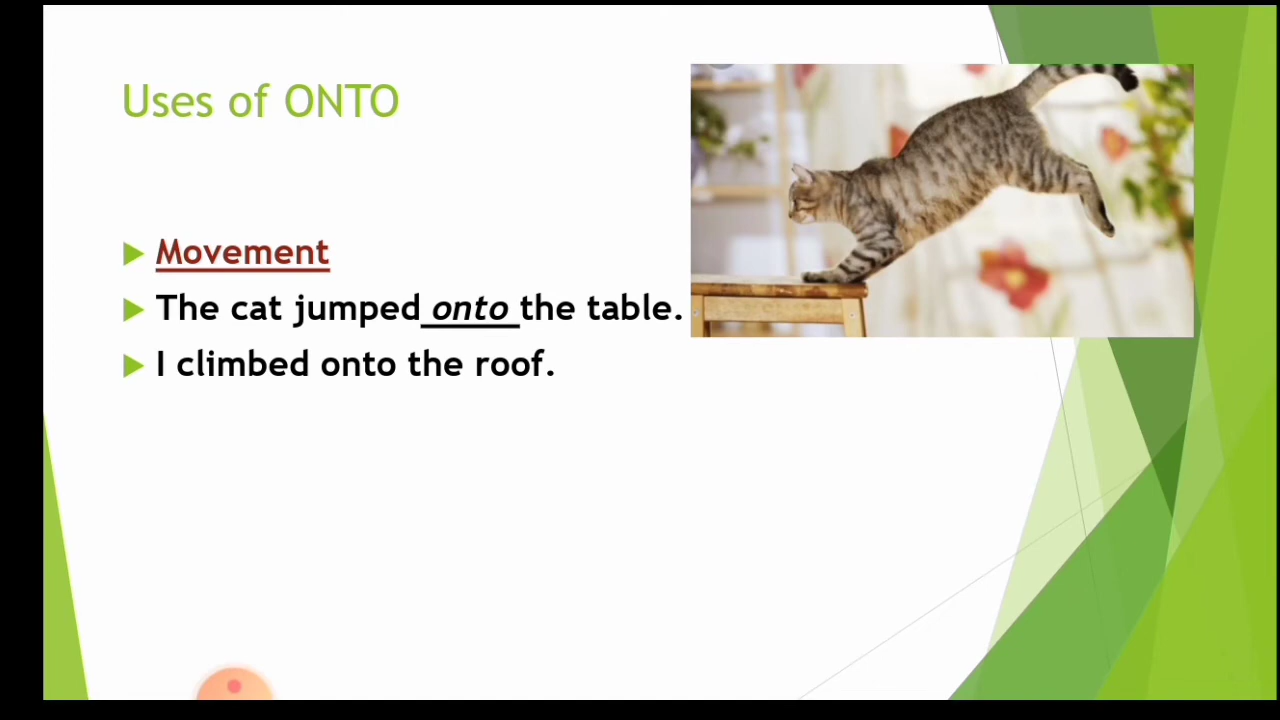 Uses of ONTO
Movement
The cat jumped onto the table.
I climbed onto the roof.